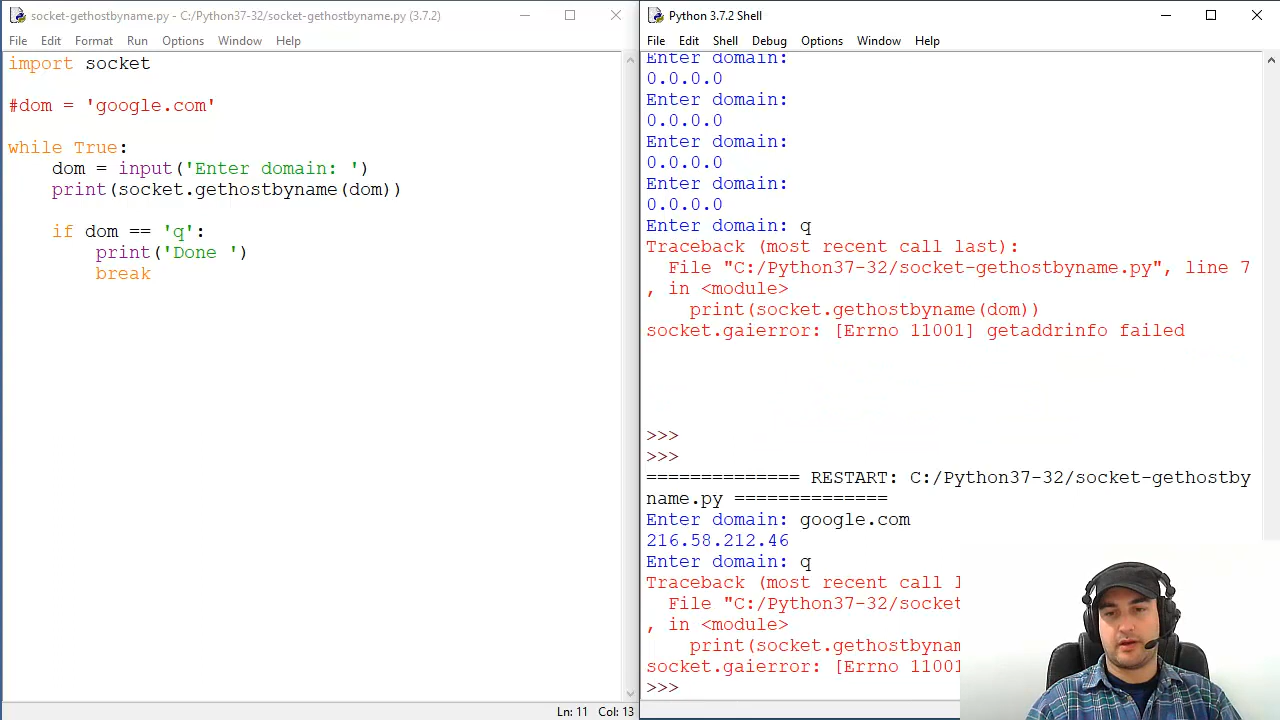 socket-gethostbyname.py - C:/Python37-32/socket-gethostbyname.py (3.7.2)
File Edit Format Run Options Window Help
import socket
#dom = 'google.com'
while True:
    dom = input('Enter domain: ')
    print(socket.gethostbyname(dom))
    if dom == 'q':
        print('Done ')
        break
Ln: 11 Col: 13
Python 3.7.2 Shell
File Edit Shell Debug Options Window Help
Enter domain:
0.0.0.0
Enter domain:
0.0.0.0
Enter domain:
0.0.0.0
Enter domain:
0.0.0.0
Enter domain: q
Traceback (most recent call last):
  File "C:/Python37-32/socket-gethostbyname.py", line 7
, in <module>
    print(socket.gethostbyname(dom))
socket.gaierror: [Errno 11001] getaddrinfo failed
>>>
>>>
============== RESTART: C:/Python37-32/socket-gethostby
name.py ==============
Enter domain: google.com
216.58.212.46
Enter domain: q
Traceback (most recent call l
  File "C:/Python37-32/socket
, in <module>
    print(socket.gethostbynam
socket.gaierror: [Errno 11001
>>>